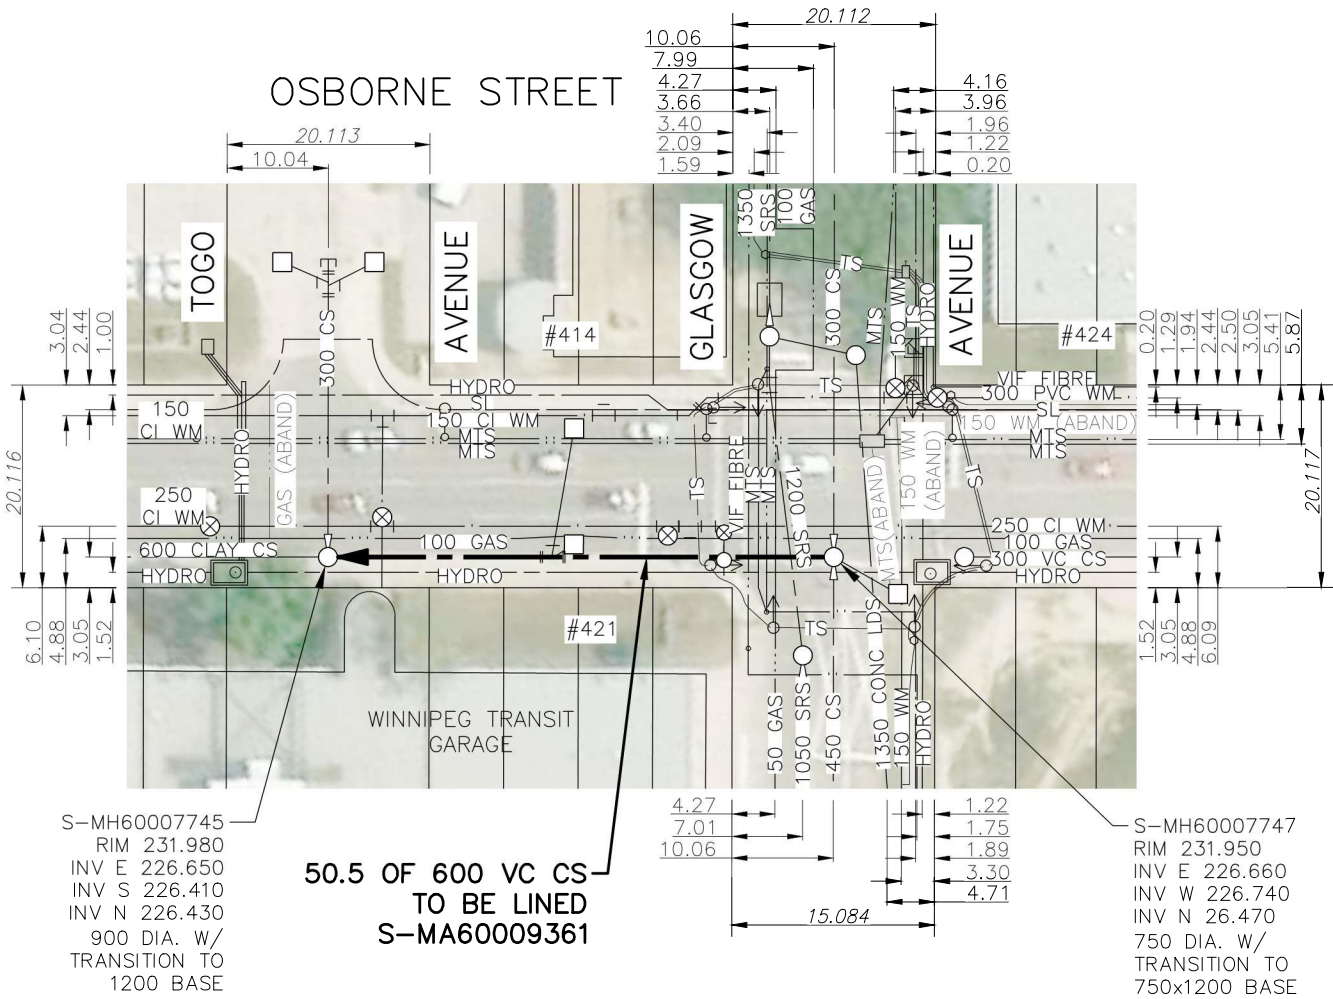 OSBORNE STREET
20.112
10.06
7.99
4.27
3.66
3.40
2.09
1.59
4.16
3.96
1.96
1.22
0.20
20.113
10.04
TOGO
AVENUE
GLASGOW
AVENUE
1350
SRS
100
GAS
300 CS
300 CS
MTS
150 WM
HYDRO
TS
#414
#424
3.04
2.44
1.00
0.20
1.29
1.94
2.44
2.50
3.05
5.41
5.87
HYDRO
SL
150 CI WM
MTS
MTS
150
CI WM
TS
VIF FIBRE
300 PVC WM
SL
150 WM (ABAND)
MTS
MTS
HYDRO
GAS (ABAND)
20.116
20.117
TS
VIF FIBRE
MTS
MTS
1200 SRS
MTS(ABAND)
150 WM
(ABAND)
TS
250
CI WM
600 CLAY CS
HYDRO
100 GAS
HYDRO
250 CI WM
100 GAS
300 VC CS
HYDRO
6.10
4.88
3.05
1.52
1.52
3.05
4.88
6.09
#421
TS
50 GAS
1050 SRS
450 CS
1350 CONC LDS
150 WM
HYDRO
WINNIPEG TRANSIT
GARAGE
4.27
7.01
10.06
1.22
1.75
1.89
3.30
4.71
15.084
S-MH60007745
RIM 231.980
INV E 226.650
INV S 226.410
INV N 226.430
900 DIA. W/
TRANSITION TO
1200 BASE
50.5 OF 600 VC CS
TO BE LINED
S-MA60009361
S-MH60007747
RIM 231.950
INV E 226.660
INV W 226.740
INV N 26.470
750 DIA. W/
TRANSITION TO
750x1200 BASE